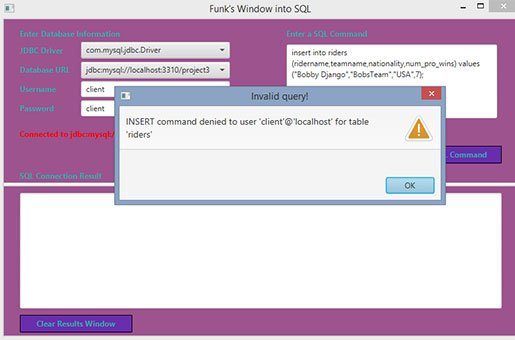 Funk's Window into SQL
Enter Database Information
JDBC Driver
com.mysql.jdbc.Driver
Database URL
jdbc:mysql://localhost:3310/project3
Username
client
Password
client
Connected to jdbc:mysql:/
Enter a SQL Command
insert into riders
(ridername,teamname,nationality,num_pro_wins) values
("Bobby Django","BobsTeam","USA",7);
Command
Invalid query!
INSERT command denied to user 'client'@'localhost' for table
'riders'
OK
SQL Connection Result
Clear Results Window